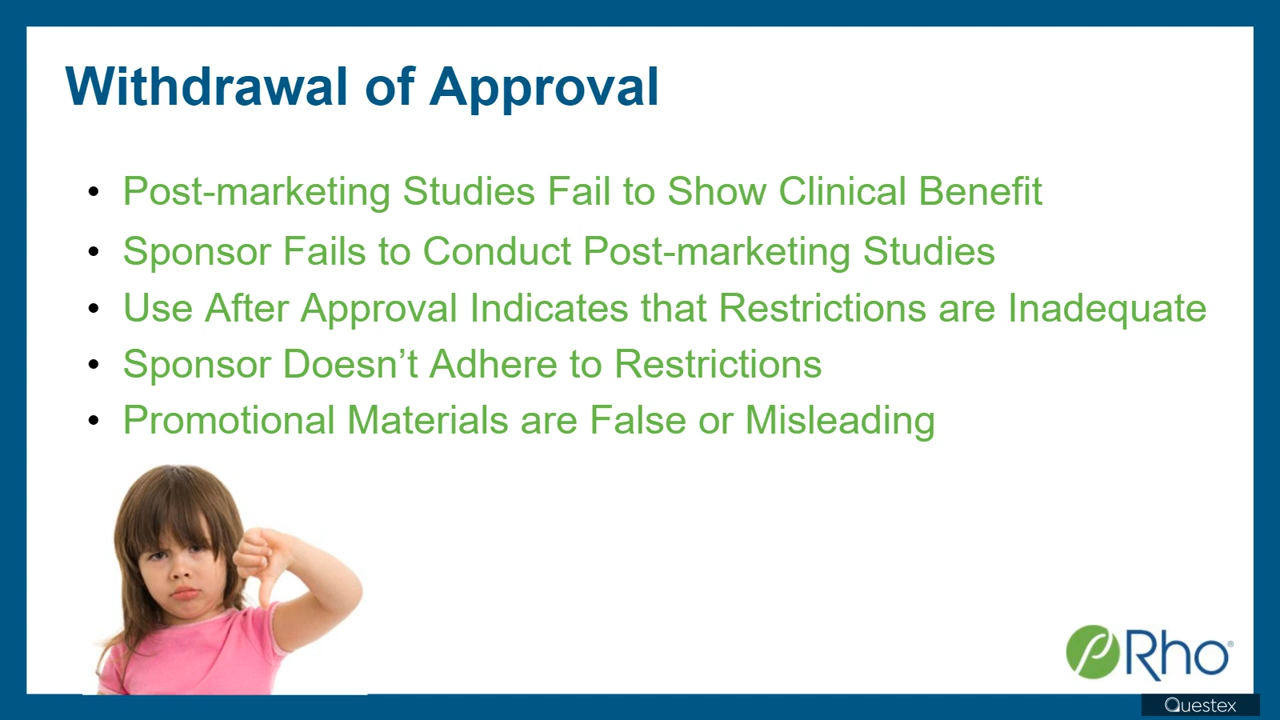 Withdrawal of Approval
• Post-marketing Studies Fail to Show Clinical Benefit
• Sponsor Fails to Conduct Post-marketing Studies
• Use After Approval Indicates that Restrictions are Inadequate
• Sponsor Doesn’t Adhere to Restrictions
• Promotional Materials are False or Misleading
Rho®
Questex